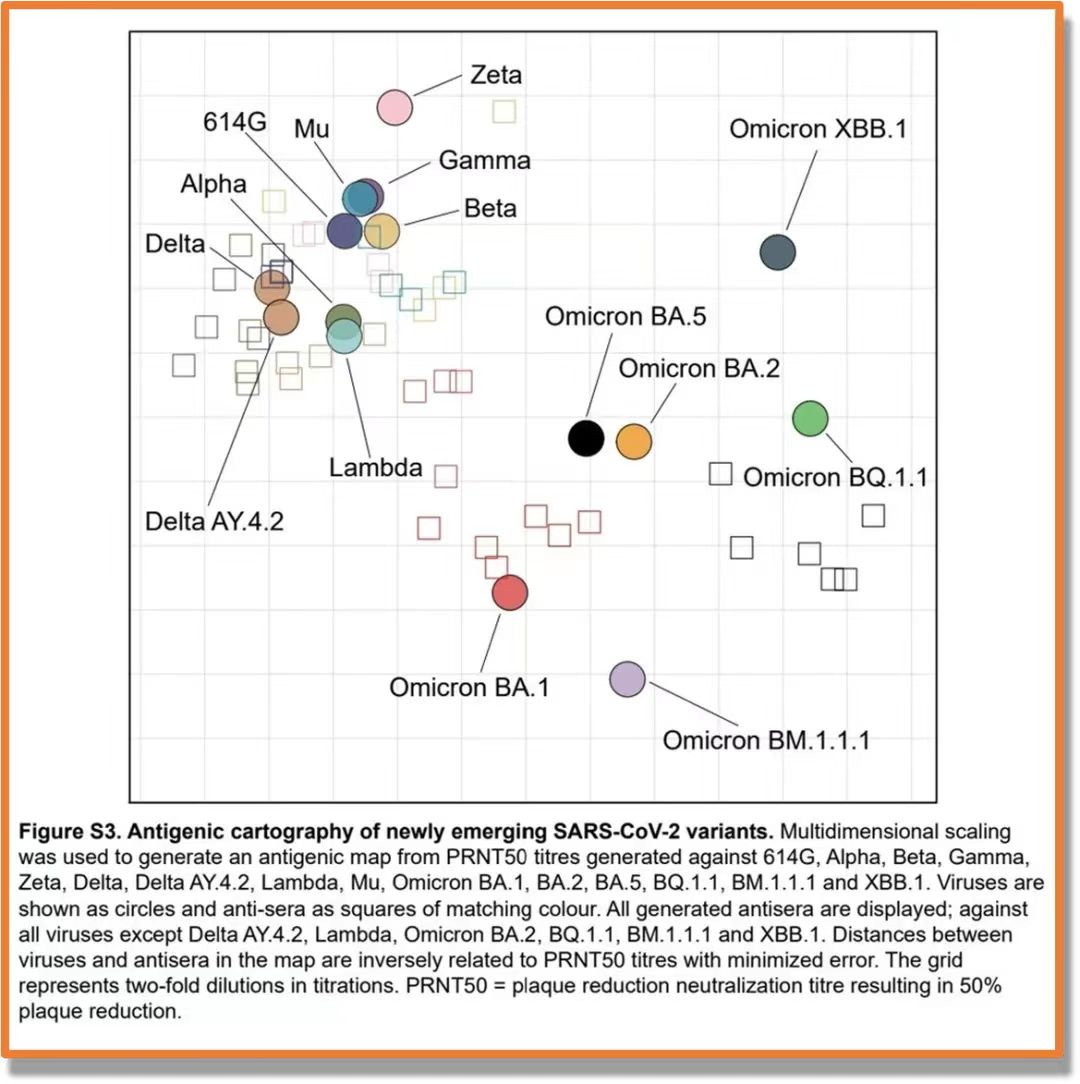 Zeta
614G
Mu
Omicron XBB.1
Gamma
Alpha
Beta
Delta
Omicron BA.5
Omicron BA.2
Lambda
Omicron BQ.1.1
Delta AY.4.2
Omicron BA.1
Omicron BM.1.1.1
Figure S3. Antigenic cartography of newly emerging SARS-CoV-2 variants. Multidimensional scaling
was used to generate an antigenic map from PRNT50 titres generated against 614G, Alpha, Beta, Gamma,
Zeta, Delta, Delta AY.4.2, Lambda, Mu, Omicron BA.1, BA.2, BA.5, BQ.1.1, BM.1.1.1 and XBB.1. Viruses are
shown as circles and anti-sera as squares of matching colour. All generated antisera are displayed; against
all viruses except Delta AY.4.2, Lambda, Omicron BA.2, BQ.1.1, BM.1.1.1 and XBB.1. Distances between
viruses and antisera in the map are inversely related to PRNT50 titres with minimized error. The grid
represents two-fold dilutions in titrations. PRNT50 = plaque reduction neutralization titre resulting in 50%
plaque reduction.